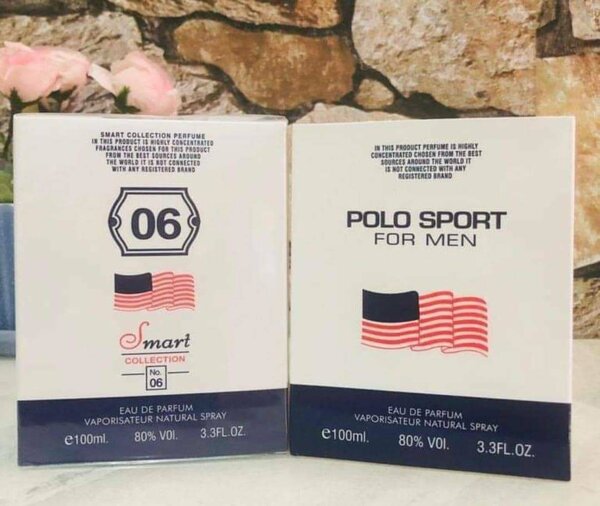 SMART COLLECTION PERFUME
IN THIS PRODUCT IS HIGHLY CONCENTRATED
FRAGRANCES CHOSEN FOR THIS PRODUCT
FROM THE BEST SOURCES AROUND
THE WORLD IT IS NOT CONNECTED
WITH ANY REGISTERED BRAND
06
Smart
COLLECTION
No.
06
EAU DE PARFUM
VAPORISATEUR NATURAL SPRAY
e100ml. 80% VOl. 3.3FL.OZ.
IN THIS PRODUCT PERFUME IS HIGHLY
CONCENTRATED CHOSEN FROM THE BEST
SOURCES AROUND THE WORLD IT
IS NOT CONNECTED WITH ANY
REGISTERED BRAND
POLO SPORT
FOR MEN
EAU DE PARFUM
VAPORISATEUR NATURAL SPRAY
e100ml. 80% VOl. 3.3FL.OZ.